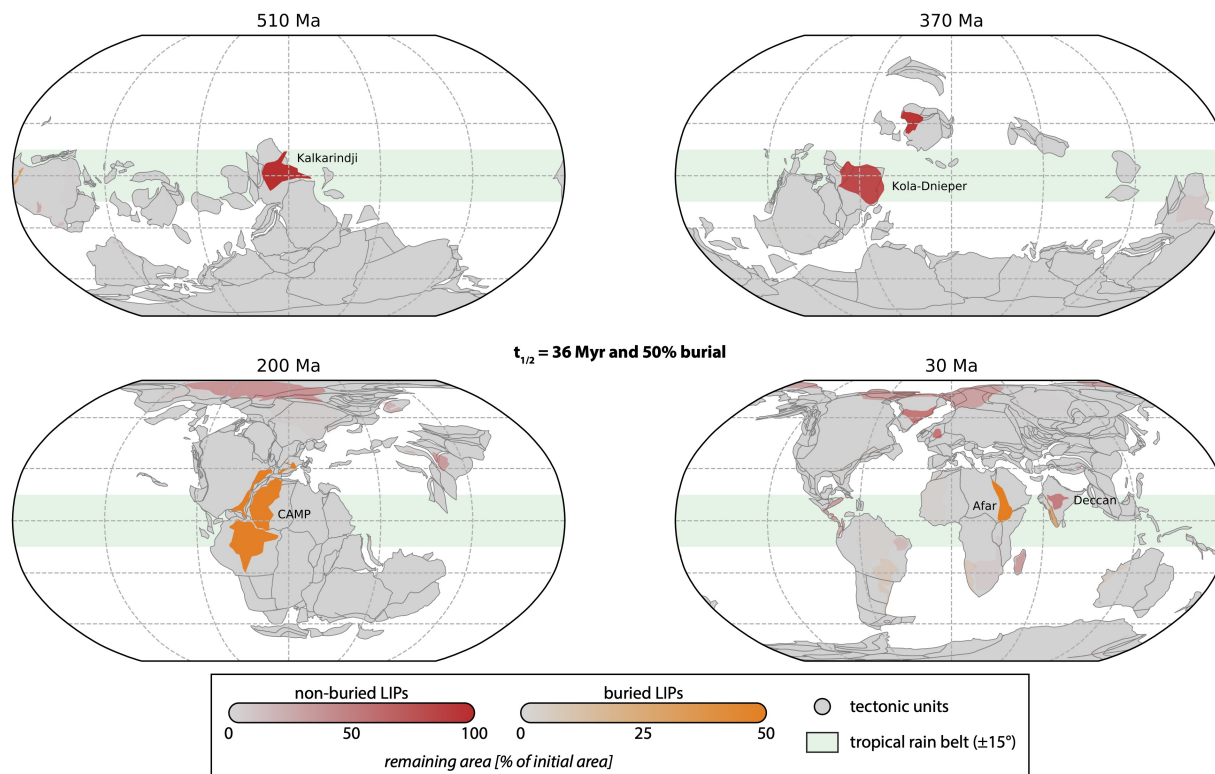 510 Ma
370 Ma
Kalkarindji
Kola-Dnieper
t1/2 = 36 Myr and 50% burial
200 Ma
30 Ma
CAMP
Afar
Deccan
non-buried LIPs
buried LIPs
tectonic units
0 50 100
0 25 50
tropical rain belt (±15°)
remaining area [% of initial area]